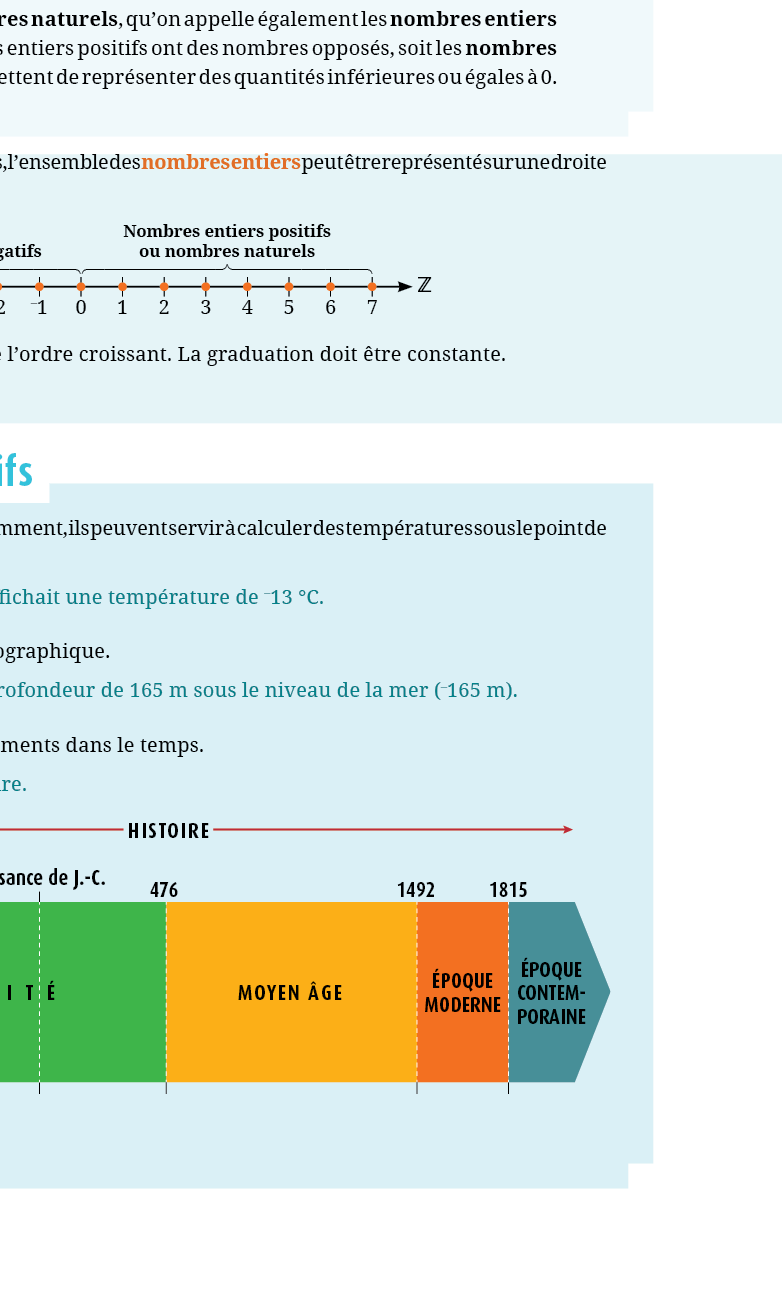 res naturels, qu’on appelle également les nombres entiers
s entiers positifs ont des nombres opposés, soit les nombres
ettent de représenter des quantités inférieures ou égales à 0.
s, l’ensemble des nombres entiers peut être représenté sur une droite
Nombres entiers positifs
gatifs ou nombres naturels
ℤ
2 ⁻1 0 1 2 3 4 5 6 7
e l’ordre croissant. La graduation doit être constante.
ifs
mment, ils peuvent servir à calculer des températures sous le point de
fichait une température de ⁻13 °C.
ographique.
rofondeur de 165 m sous le niveau de la mer (⁻165 m).
ments dans le temps.
ire.
HISTOIRE
sance de J.-C.
476 1492 1815
I T É
MOYEN ÂGE
ÉPOQUE
MODERNE
ÉPOQUE
CONTEM-
PORAINE